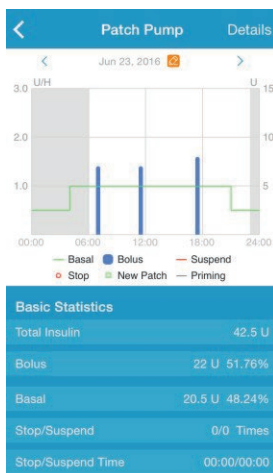 Patch Pump Details
Jun 23, 2016
U/H U
3.0 15
2.0 10
1.0 5
00:00 06:00 12:00 18:00 24:00
Basal Bolus Suspend
Stop New Patch Priming
Basic Statistics
Total Insulin 42.5 U
Bolus 22 U 51.76%
Basal 20.5 U 48.24%
Stop/Suspend 0/0 Times
Stop/Suspend Time 00:00/00:00